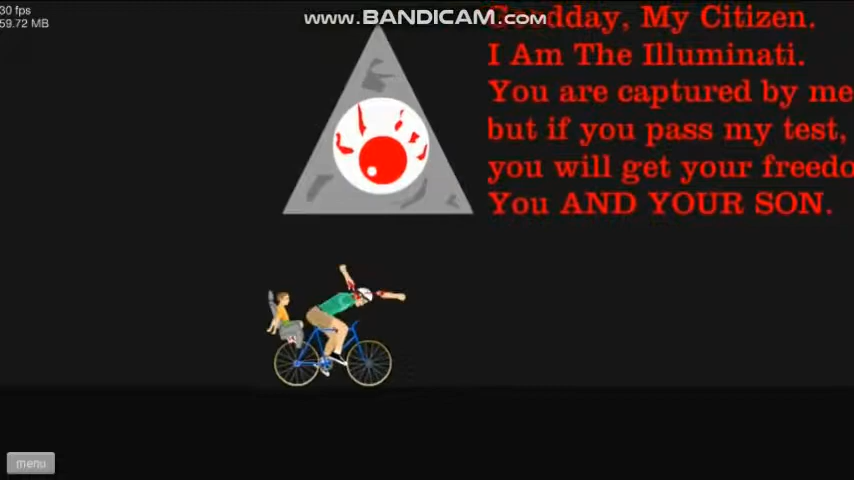 30 fps
59.72 MB
www.BANDICAM.com
My Citizen.
I Am The Illuminati.
You are captured by me
but if you pass my test,
you will get your freedo
You AND YOUR SON.
menu